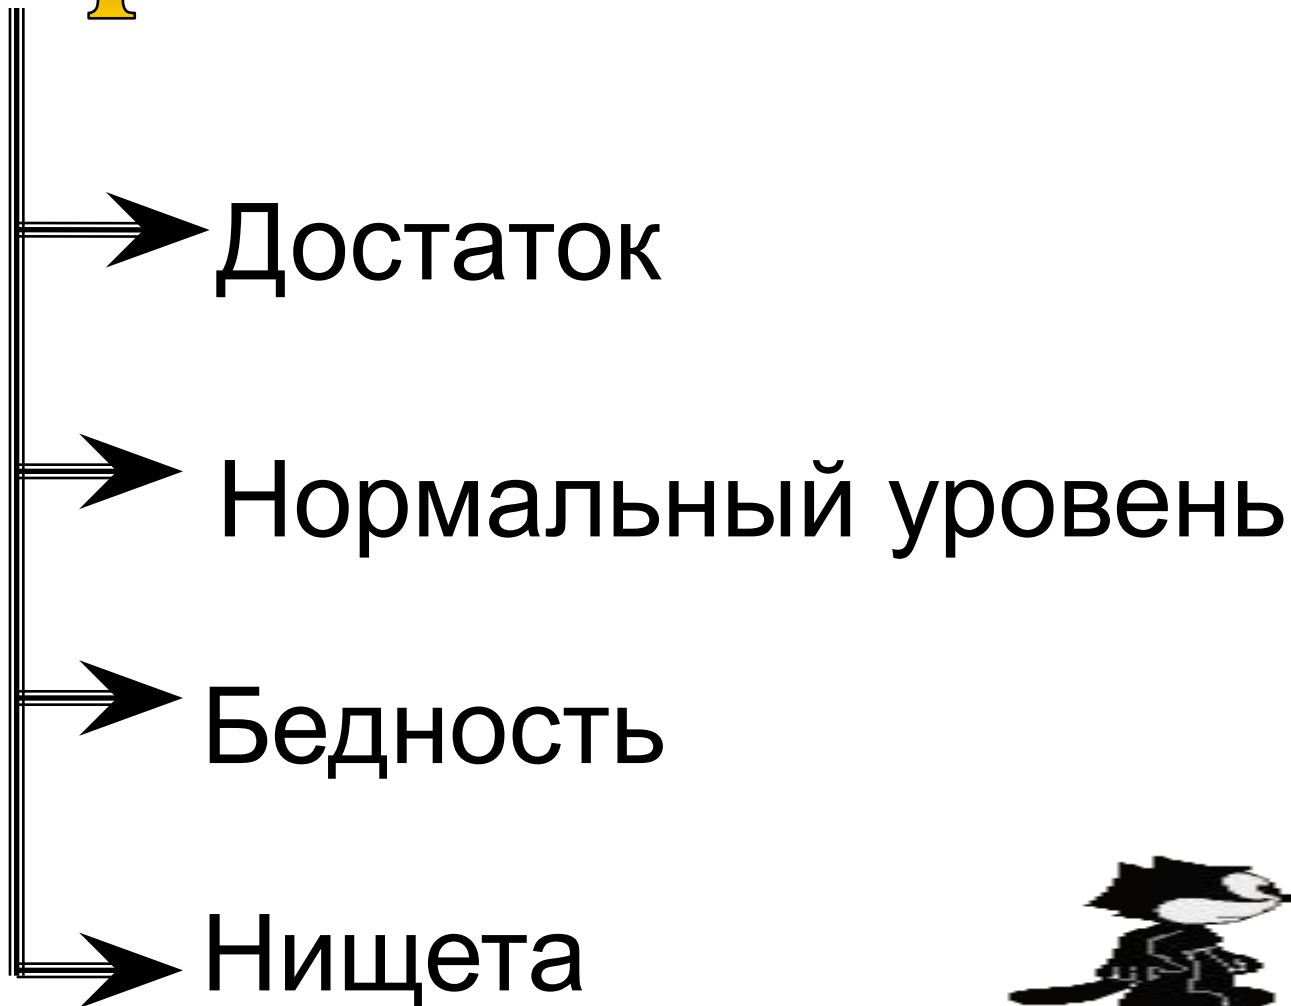 Достаток
Нормальный уровень
Бедность
Нищета